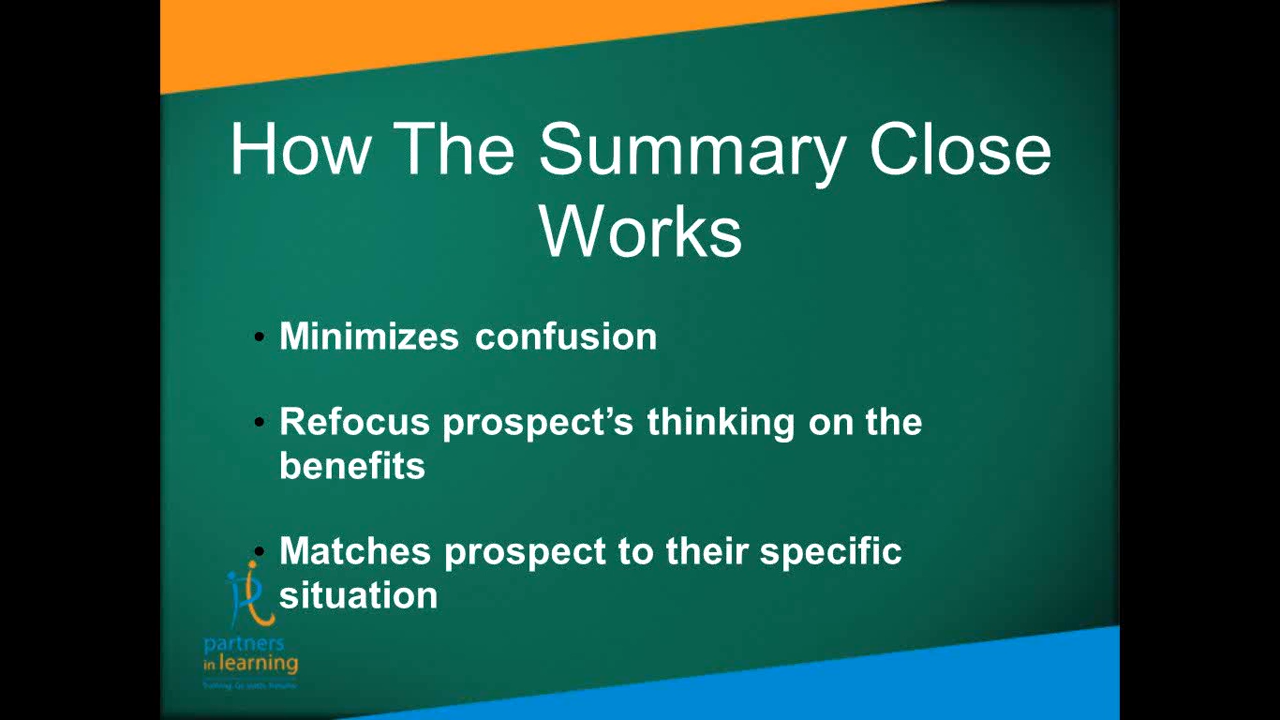 How The Summary Close
Works
• Minimizes confusion
• Refocus prospect’s thinking on the
benefits
• Matches prospect to their specific
situation
partners
in learning